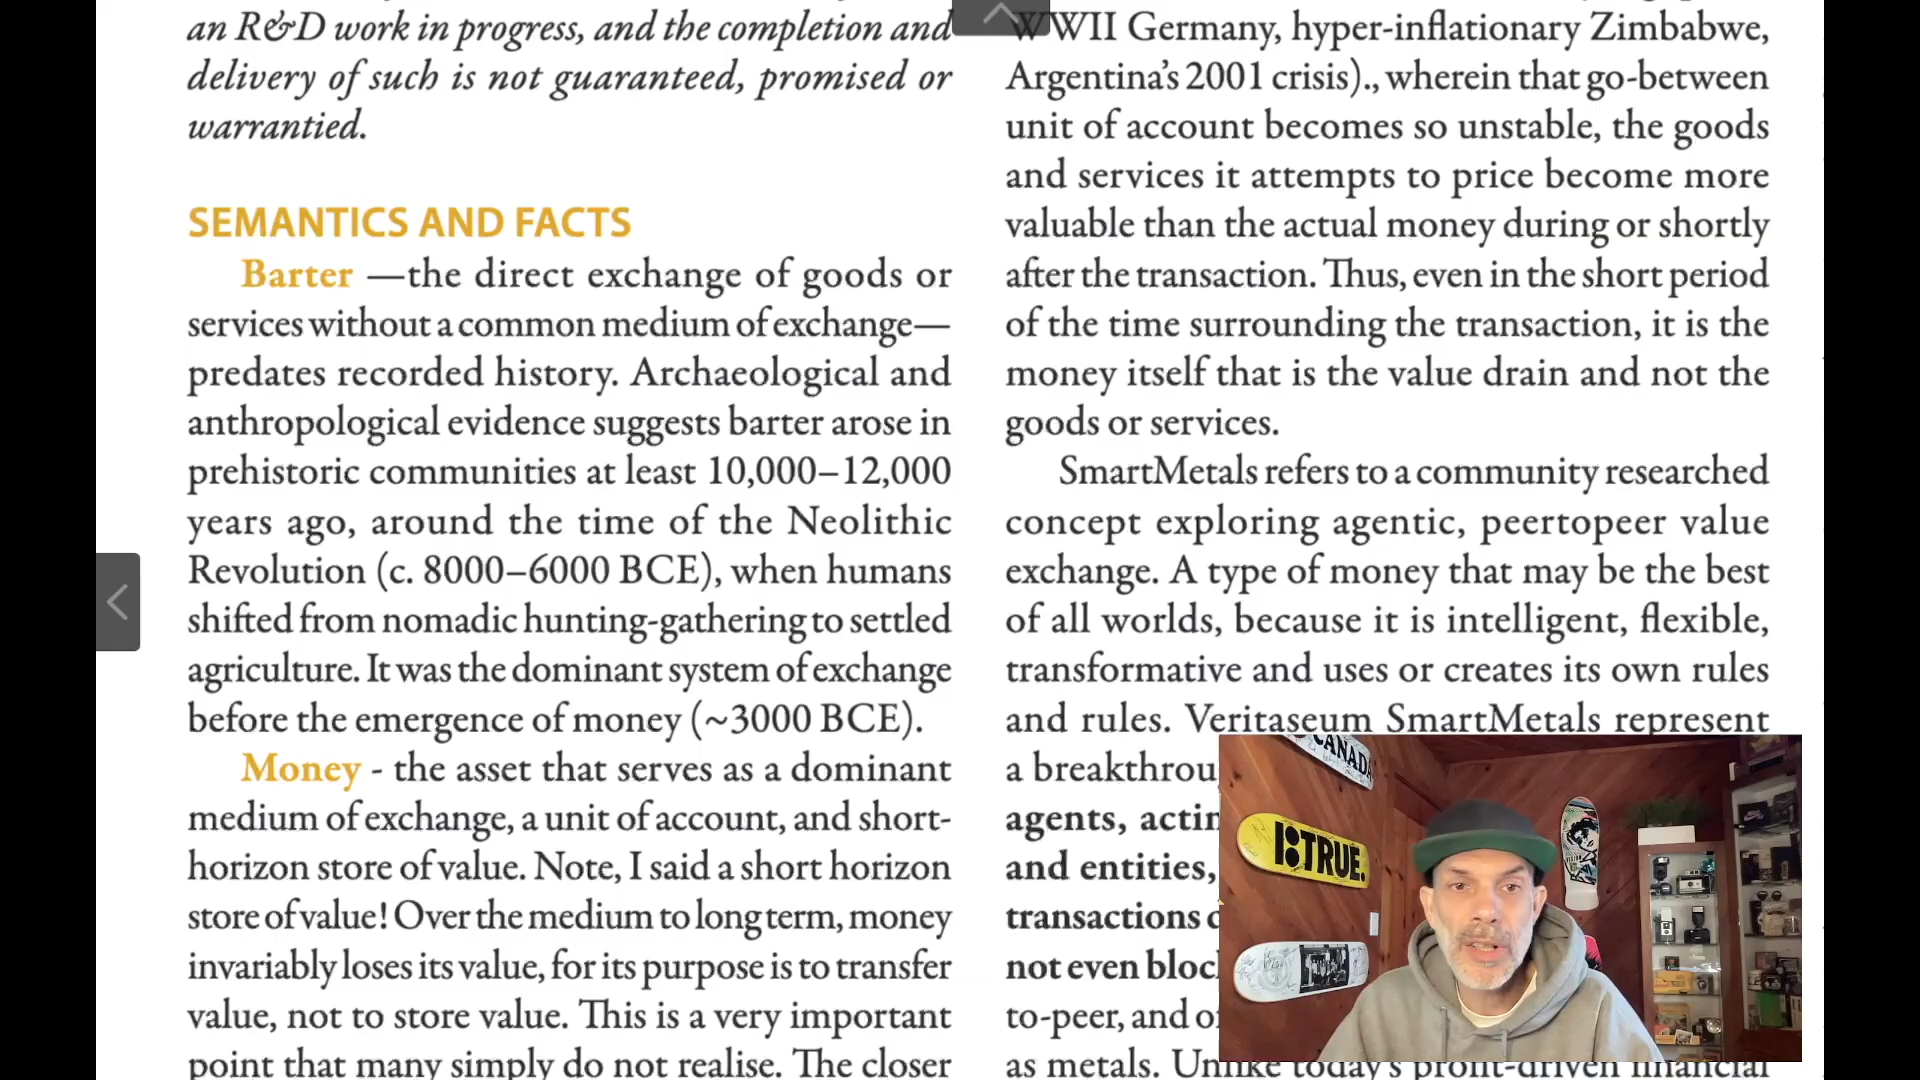 an R&D work in progress, and the completion and
delivery of such is not guaranteed, promised or
warrantied.
SEMANTICS AND FACTS
Barter —the direct exchange of goods or
services without a common medium of exchange—
predates recorded history. Archaeological and
anthropological evidence suggests barter arose in
prehistoric communities at least 10,000–12,000
years ago, around the time of the Neolithic
Revolution (c. 8000–6000 BCE), when humans
shifted from nomadic hunting-gathering to settled
agriculture. It was the dominant system of exchange
before the emergence of money (~3000 BCE).
Money - the asset that serves as a dominant
medium of exchange, a unit of account, and short-
horizon store of value. Note, I said a short horizon
store of value! Over the medium to long term, money
invariably loses its value, for its purpose is to transfer
value, not to store value. This is a very important
point that many simply do not realise. The closer
WWII Germany, hyper-inflationary Zimbabwe,
Argentina’s 2001 crisis)., wherein that go-between
unit of account becomes so unstable, the goods
and services it attempts to price become more
valuable than the actual money during or shortly
after the transaction. Thus, even in the short period
of the time surrounding the transaction, it is the
money itself that is the value drain and not the
goods or services.
SmartMetals refers to a community researched
concept exploring agentic, peertopeer value
exchange. A type of money that may be the best
of all worlds, because it is intelligent, flexible,
transformative and uses or creates its own rules
and rules. Veritaseum SmartMetals represent
a breakthrou
agents, actin
and entities,
transactions
not even bloc
to-peer, and
as metals. Unlike today’s profit-driven financial
CANADA
TRUE.